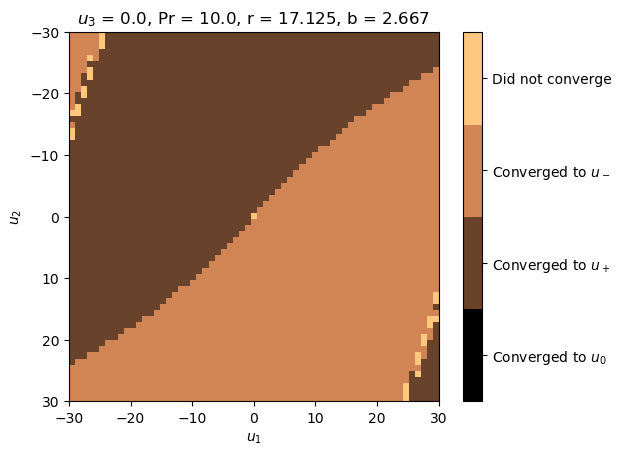 u₃ = 0.0, Pr = 10.0, r = 17.125, b = 2.667
−30
−20
−10
0
10
20
30
u₂
−30
−20
−10
0
10
20
30
u₁
Did not converge
Converged to u₋
Converged to u₊
Converged to u₀